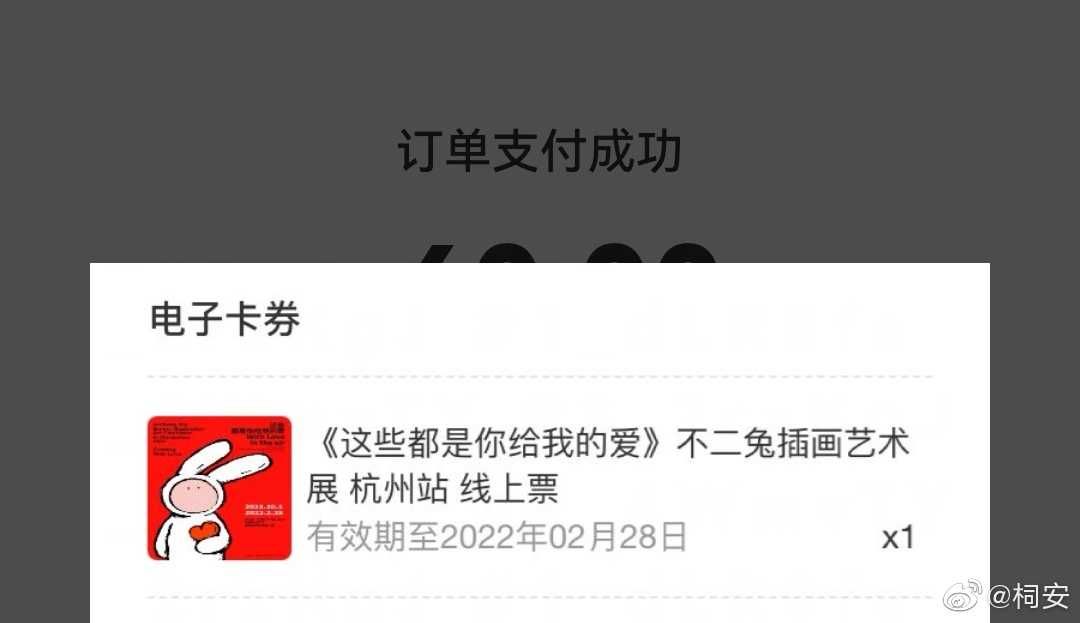 订单支付成功
电子卡券
《这些都是你给我的爱》不二兔插画艺术
展 杭州站 线上票
有效期至2022年02月28日
x1
@柯安